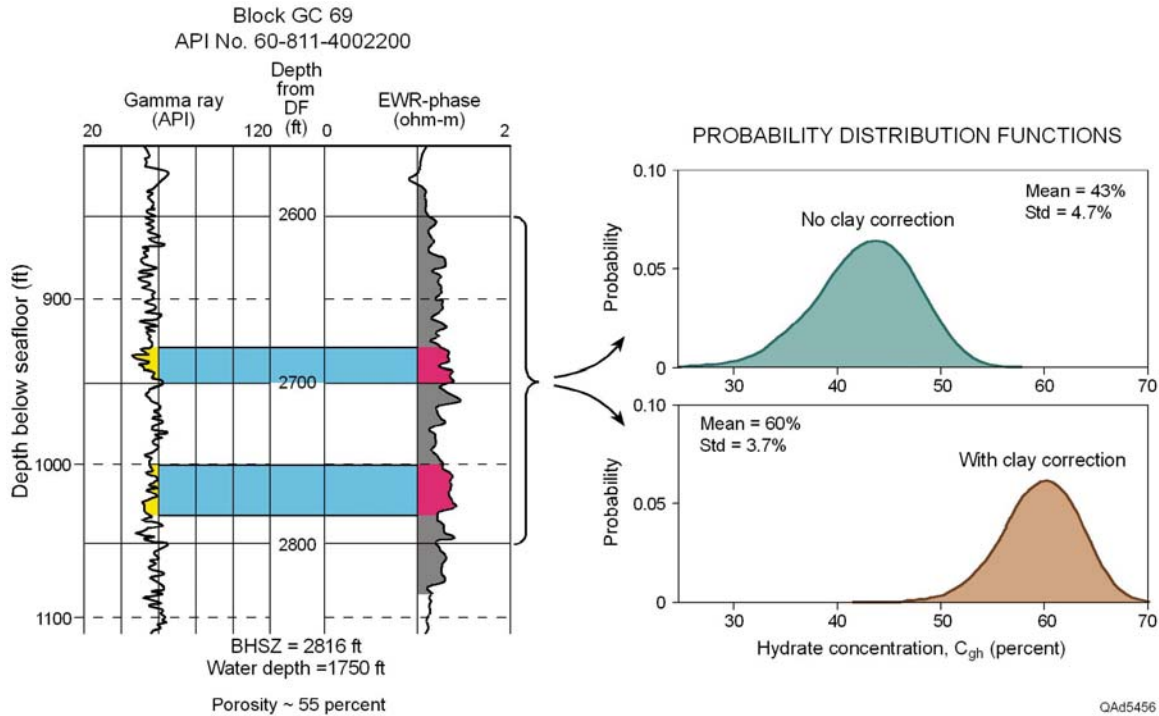 Block GC 69
API No. 60-811-4002200
Depth
from
DF
(ft)
Gamma ray
(API)
EWR-phase
(ohm-m)
20
120
0
2
Depth below seafloor (ft)
900
1000
1100
2600
2700
2800
BHSZ = 2816 ft
Water depth =1750 ft
Porosity ~ 55 percent
PROBABILITY DISTRIBUTION FUNCTIONS
Probability
0.10
0.05
0
Mean = 43%
Std = 4.7%
No clay correction
30 40 50 60 70
Probability
0.10
0.05
0
Mean = 60%
Std = 3.7%
With clay correction
30 40 50 60 70
Hydrate concentration, Cgh (percent)
QAd5456